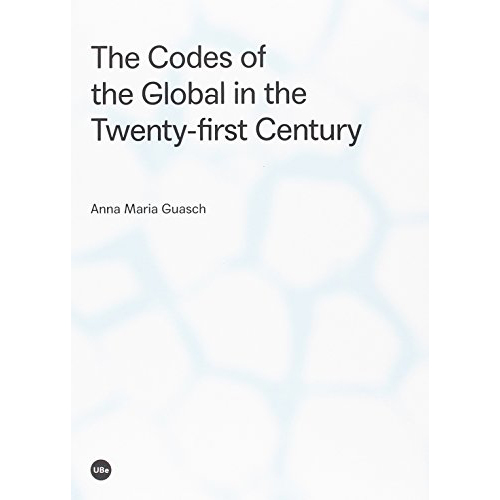 The Codes of
the Global in the
Twenty-first Century
Anna Maria Guasch
UBe